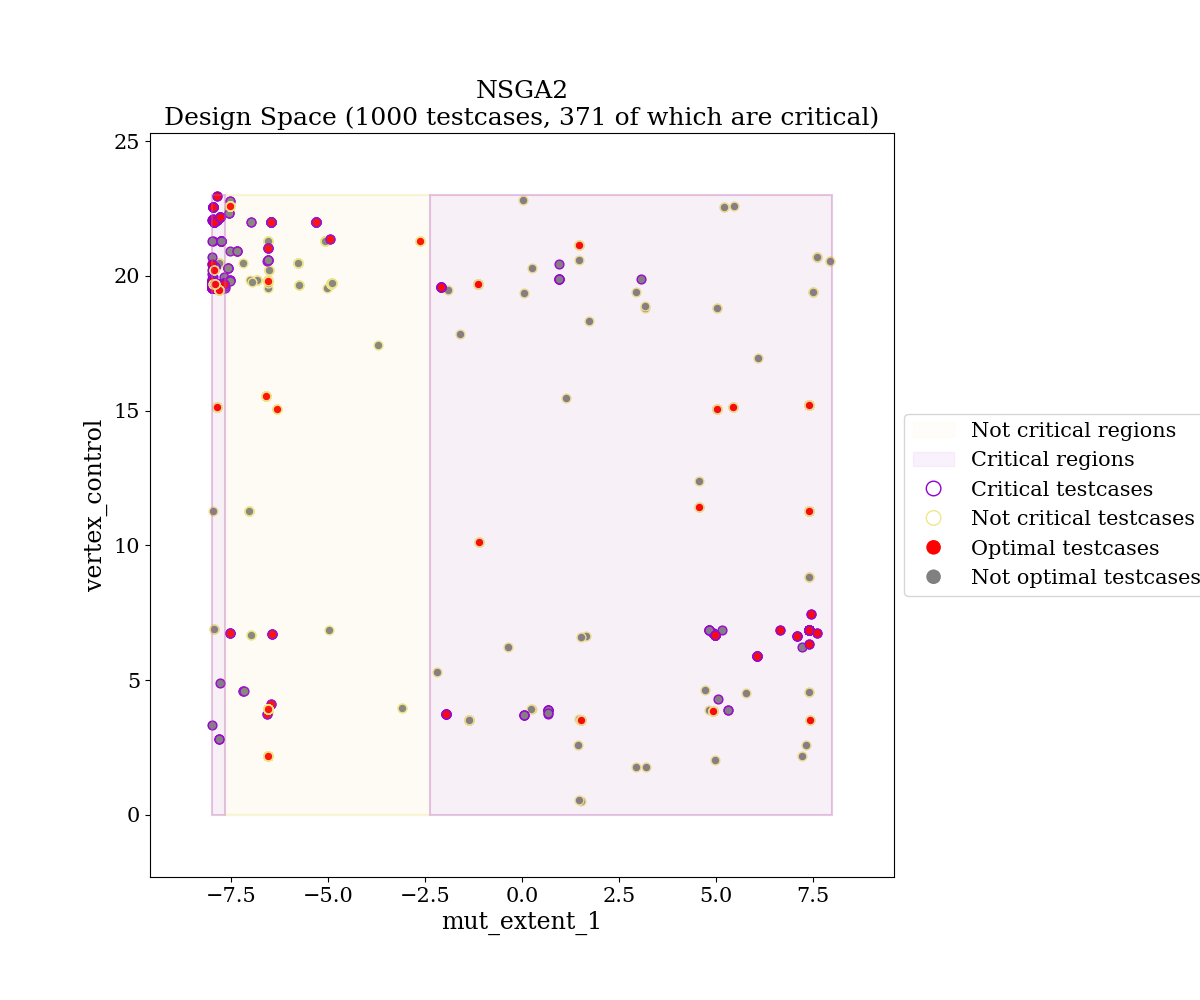 NSGA2
Design Space (1000 testcases, 371 of which are critical)
25
20
15
10
5
0
vertex_control
−7.5
−5.0
−2.5
0.0
2.5
5.0
7.5
mut_extent_1
Not critical regions
Critical regions
Critical testcases
Not critical testcases
Optimal testcases
Not optimal testcases